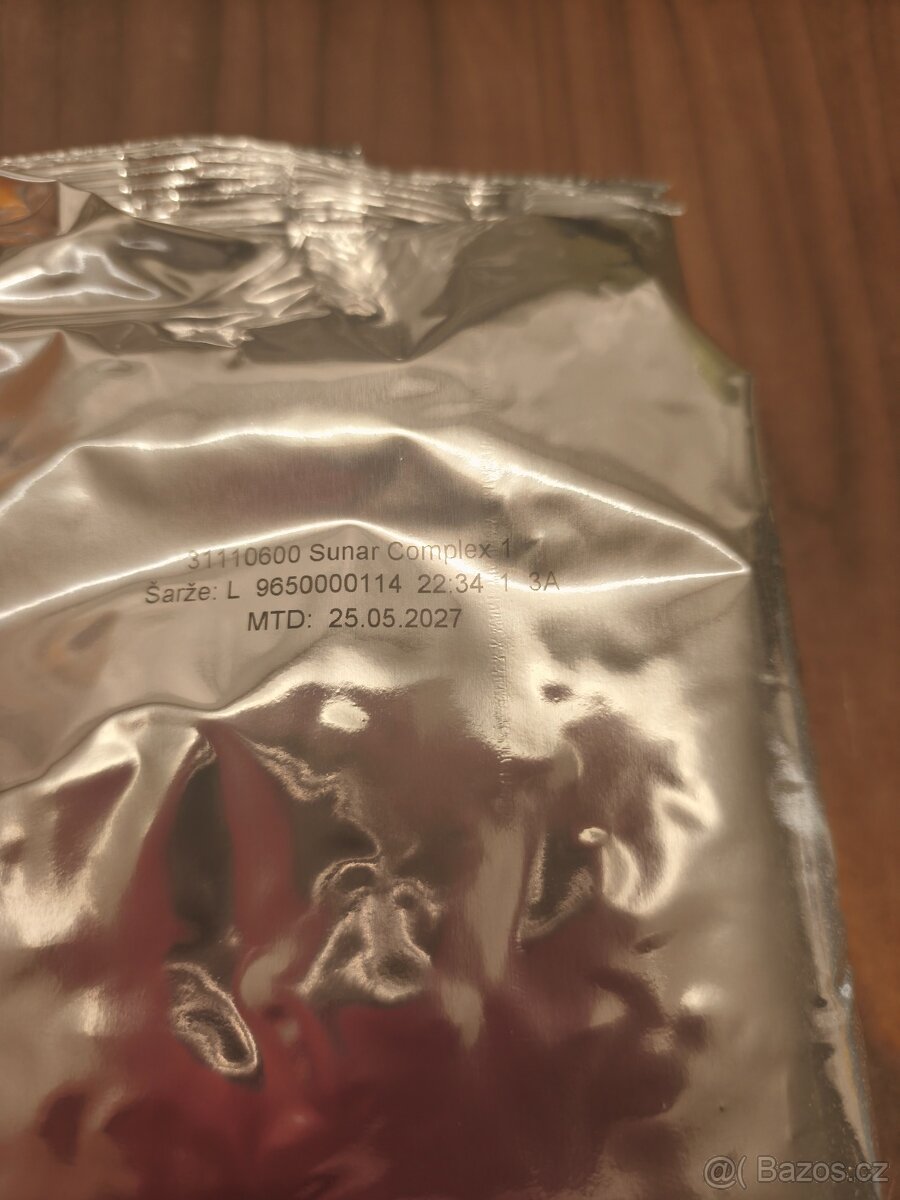 31110600 Sunar Complex 1
Šarže: L 9650000114 22:34 1 3A
MTD: 25.05.2027
@( Bazos.cz